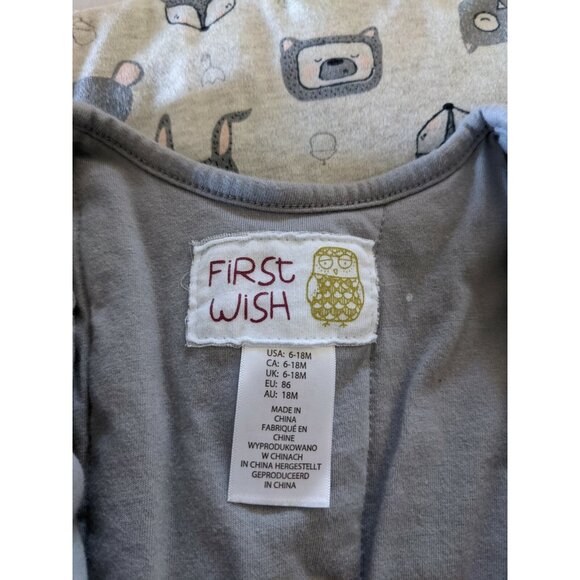 FiRSt
WiSH
USA: 6-18M
CA: 6-18M
UK: 6-18M
EU: 86
AU: 18M
MADE IN
CHINA
FABRIQUÉ EN
CHINE
WYPRODUKOWANO
W CHINACH
IN CHINA HERGESTELLT
GEPRODUCEERD
IN CHINA